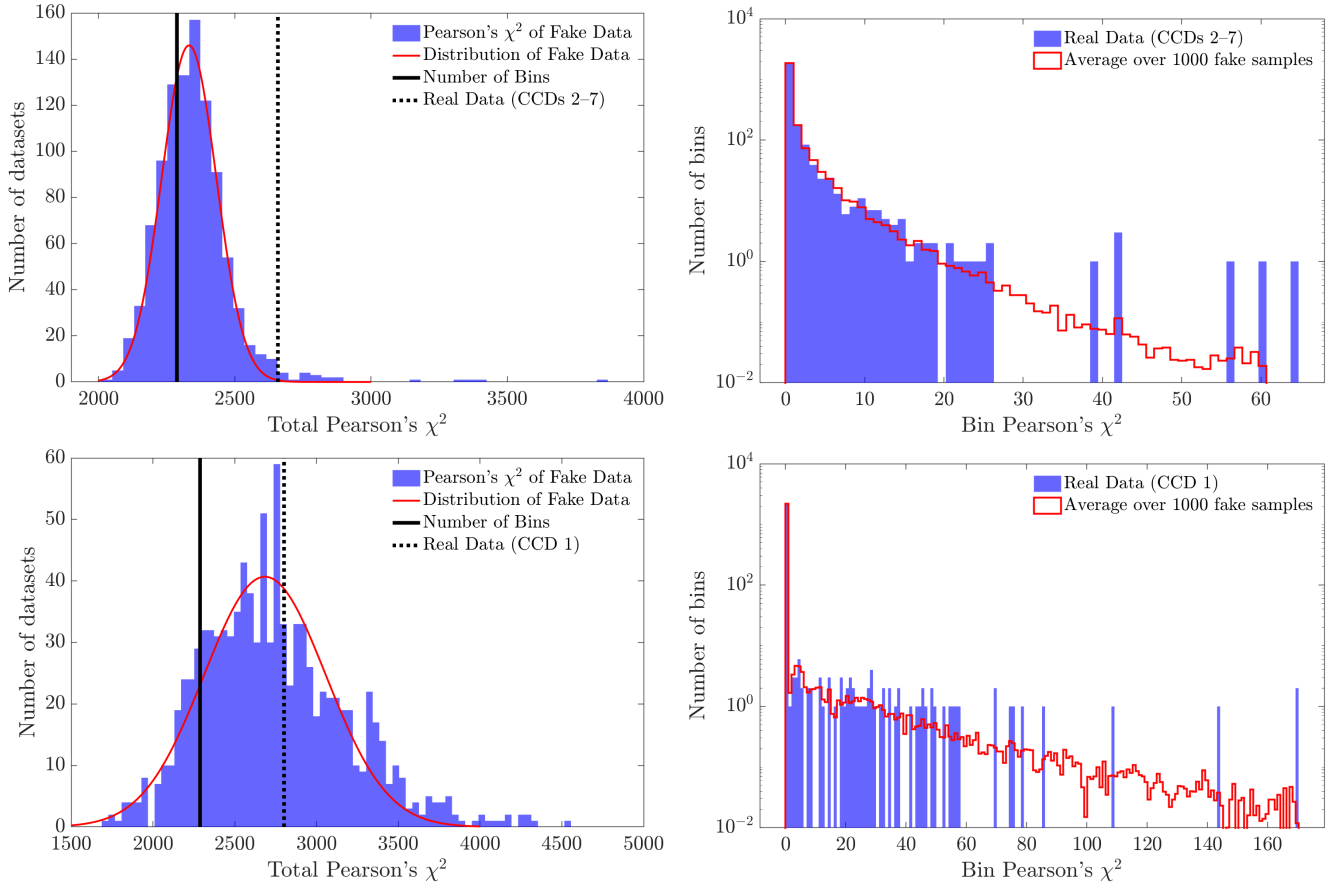 160
140
120
100
80
60
40
20
0
Number of datasets
Pearson's χ² of Fake Data
Distribution of Fake Data
Number of Bins
Real Data (CCDs 2–7)
2000 2500 3000 3500 4000
Total Pearson's χ²
10⁴
10²
10⁰
10⁻²
Number of bins
Real Data (CCDs 2–7)
Average over 1000 fake samples
0 10 20 30 40 50 60
Bin Pearson's χ²
60
50
40
30
20
10
0
Number of datasets
Pearson's χ² of Fake Data
Distribution of Fake Data
Number of Bins
Real Data (CCD 1)
1500 2000 2500 3000 3500 4000 4500 5000
Total Pearson's χ²
10⁴
10²
10⁰
10⁻²
Number of bins
Real Data (CCD 1)
Average over 1000 fake samples
0 20 40 60 80 100 120 140 160
Bin Pearson's χ²